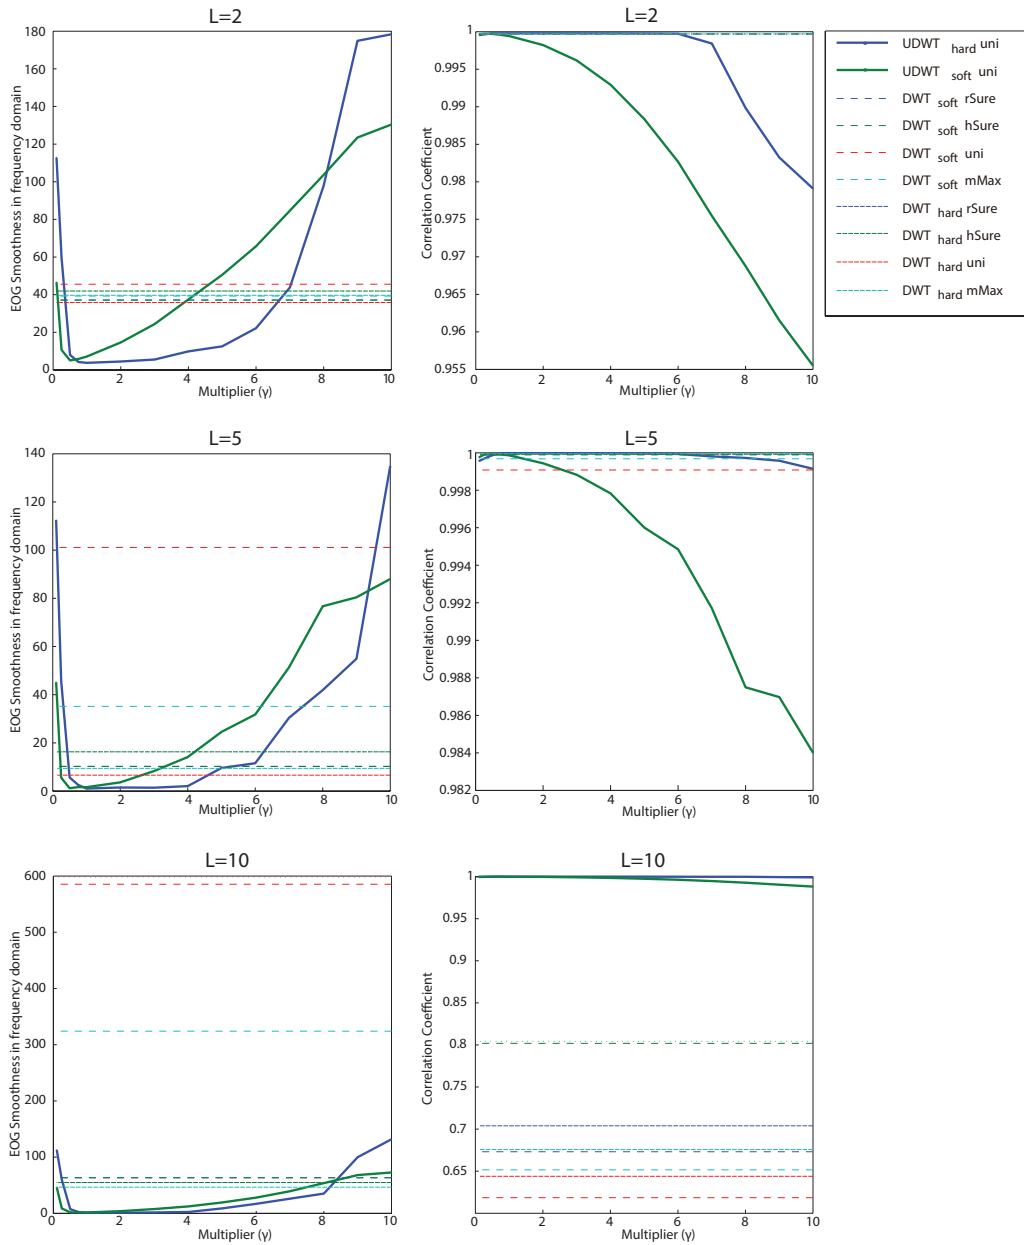 L=2
180
160
140
120
100
80
60
40
20
0
0 2 4 6 8 10
Multiplier (γ)
EOG Smoothness in frequency domain
L=2
1
0.995
0.99
0.985
0.98
0.975
0.97
0.965
0.96
0.955
0 2 4 6 8 10
Multiplier (γ)
Correlation Coefficient
UDWT hard uni
UDWT soft uni
DWT soft rSure
DWT soft hSure
DWT soft uni
DWT soft mMax
DWT hard rSure
DWT hard hSure
DWT hard uni
DWT hard mMax
L=5
140
120
100
80
60
40
20
0
0 2 4 6 8 10
Multiplier (γ)
EOG Smoothness in frequency domain
L=5
1
0.998
0.996
0.994
0.992
0.99
0.988
0.986
0.984
0.982
0 2 4 6 8 10
Multiplier (γ)
Correlation Coefficient
L=10
600
500
400
300
200
100
0
0 2 4 6 8 10
Multiplier (γ)
EOG Smoothness in frequency domain
L=10
1
0.95
0.9
0.85
0.8
0.75
0.7
0.65
0 2 4 6 8 10
Multiplier (γ)
Correlation Coefficient